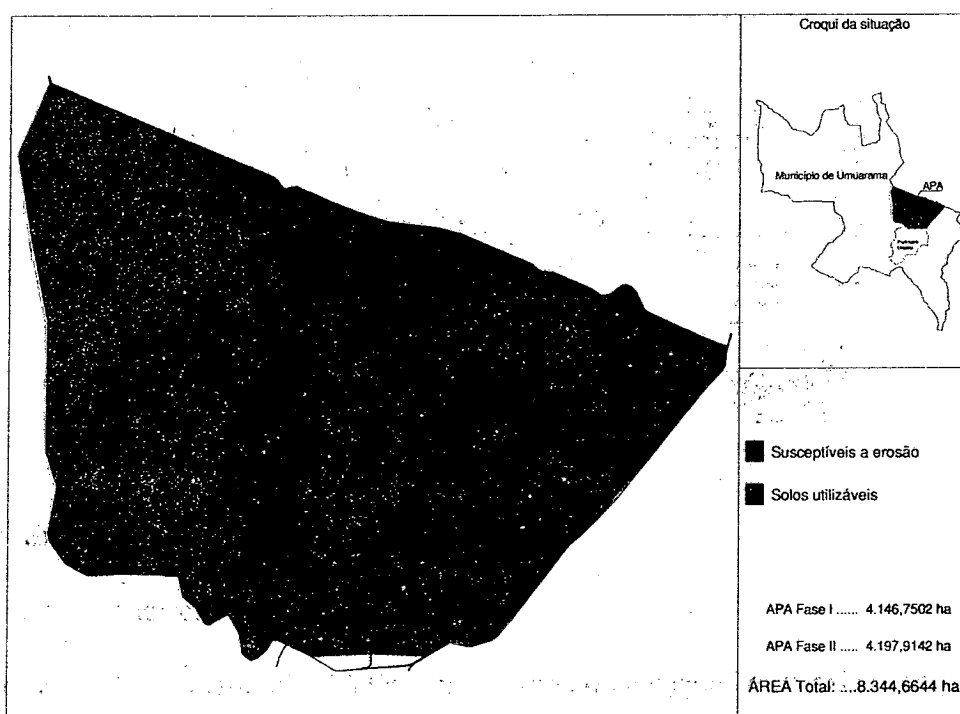 Croqui da situação
Município de Umuarama
APA
Susceptíveis a erosão
Solos utilizáveis
APA Fase I ...... 4.146,7502 ha
APA Fase II ..... 4.197,9142 ha
ÁREA Total: ....8.344,6644 ha